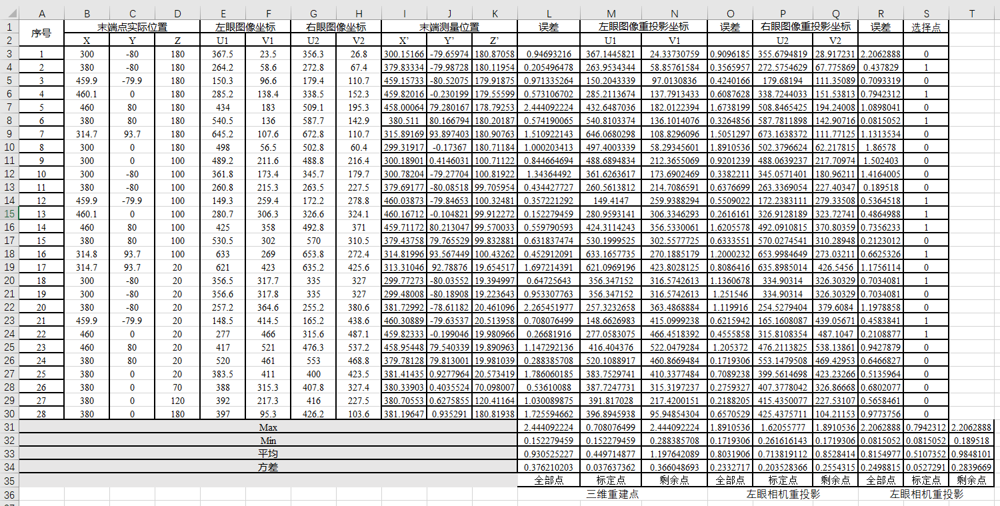 A B C D E F G H I J K L M N O P Q R S T
1 序号 末端点实际位置 左眼图像坐标 右眼图像坐标 末端测量位置 误差 左眼图像重投影坐标 误差 右眼图像重投影坐标 误差 选择点
2 X Y Z U1 V1 U2 V2 X' Y' Z' U1 V1 U2 V2
3 1 300 -80 180 367.5 23.5 356.3 26.8 300.15166 -79.65974 180.87058 0.94693216 367.1445821 24.33730759 0.9096185 355.6794819 28.917231 2.2062888 0
4 2 380 -80 180 264.2 58.6 272.8 67.4 379.83334 -79.98728 180.11954 0.205496478 263.9534344 58.85761584 0.3565957 272.5754629 67.775869 0.437829 1
5 3 459.9 -79.9 180 150.3 96.6 179.4 110.7 459.15733 -80.52075 179.91875 0.971335264 150.2043339 97.0130836 0.4240166 179.68194 111.35089 0.7093319 0
6 4 460.1 0 180 285.2 138.4 338.5 152.3 459.82016 -0.230199 179.55599 0.573106702 285.2113674 137.7913433 0.6087628 338.7244033 151.53813 0.7942312 1
7 5 460 80 180 434 183 509.1 195.3 458.00064 79.280167 178.79253 2.444092224 432.6487036 182.0122394 1.6738199 508.8465425 194.24008 1.0898041 0
8 6 380 80 180 540.5 136 587.7 142.9 380.511 80.166794 180.20187 0.574190065 540.8103374 136.1014076 0.3264856 587.7811898 142.90716 0.0815052 1
9 7 314.7 93.7 180 645.2 107.6 672.8 110.7 315.89169 93.897403 180.90763 1.510922143 646.0680298 108.8296096 1.5051297 673.1638372 111.77125 1.1313534 0
10 8 300 0 180 498 56.5 502.8 60.4 299.31917 -0.17367 180.71184 1.000203413 497.4003339 58.29345601 1.8910536 502.3796624 62.217815 1.86578 0
11 9 300 0 100 489.2 211.6 488.8 216.4 300.18901 0.4146031 100.71122 0.844664694 488.6894834 212.3655069 0.9201239 488.0639237 217.70974 1.502403 0
12 10 300 -80 100 361.8 173.4 345.7 179.7 300.78204 -79.27704 100.81922 1.34364492 361.6263617 173.6902469 0.3382211 345.0571401 180.96211 1.4164005 0
13 11 380 -80 100 260.8 215.3 263.5 227.5 379.69177 -80.08518 99.705954 0.434427727 260.5613812 214.7086591 0.6376699 263.3369054 227.40347 0.189518 0
14 12 459.9 -79.9 100 149.3 259.4 172.2 278.8 460.03873 -79.84653 100.32481 0.357221292 149.4147 259.9388294 0.5509022 172.2383111 279.33508 0.5364518 1
15 13 460.1 0 100 280.7 306.3 326.6 324.1 460.16712 -0.104821 99.912272 0.152279459 280.9593141 306.3346293 0.2616161 326.9128189 323.72741 0.4864988 1
16 14 460 80 100 425 358 492.8 371 459.71172 80.213047 99.570033 0.559790593 424.3114243 356.5330061 1.6205578 492.0910815 370.80359 0.7356233 1
17 15 380 80 100 530.5 302 570 310.5 379.43758 79.765529 99.832881 0.631837474 530.1999525 302.5577725 0.6333551 570.0274541 310.28948 0.2123012 0
18 16 314.8 93.7 100 633 269 653.8 272.4 314.81996 93.567449 100.43262 0.452912091 633.1657735 270.1885179 1.2000232 653.9984649 273.03211 0.6625326 1
19 17 314.7 93.7 20 621 423 635.2 425.6 313.31046 92.78876 19.654517 1.697214391 621.0969196 423.8028125 0.8086416 635.8985014 426.5456 1.1756114 0
20 18 300 -80 20 356.5 317.7 335 327 299.77273 -80.03552 19.394997 0.64725643 356.347152 316.5742613 1.1360678 334.90314 326.30329 0.7034081 1
21 19 300 -80 20 356.6 317.8 335 327 299.48008 -80.18908 19.223643 0.953307763 356.347152 316.5742613 1.251546 334.90314 326.30329 0.7034081 0
22 20 380 -80 20 257.2 364.6 255.2 380.6 381.72992 -78.61182 20.461096 2.265451977 257.3232658 363.4868884 1.119916 254.5279404 379.6084 1.1978858 0
23 21 459.9 -79.9 20 148.5 414.5 165.2 438.6 460.30889 -79.63537 20.513958 0.708076499 148.6626983 415.0999238 0.6215942 165.1608087 439.05671 0.4583841 1
24 22 460 0 20 277 466 315.6 487.1 459.82333 -0.199046 19.980966 0.26681916 277.0583075 466.4518392 0.4555858 315.8108354 487.1047 0.2108877 1
25 23 460 80 20 417 521 476.3 537.2 458.95448 79.540339 19.890963 1.147292136 416.404376 522.0479284 1.205372 476.2113825 538.13861 0.9427879 0
26 24 380 80 20 520 461 553 468.8 379.78128 79.813001 19.981039 0.288385708 520.1088917 460.8669484 0.1719306 553.1479508 469.42953 0.6466827 0
27 25 380 0 20 383.5 411 400 423.5 381.41435 0.9277964 20.573419 1.786060185 383.7529741 410.3377484 0.7089238 399.5614698 423.23266 0.5135964 0
28 26 380 0 70 388 315.3 407.8 327.4 380.33903 0.4035524 70.098007 0.53610088 387.7247731 315.3197237 0.2759327 407.3778042 326.86668 0.6802077 0
29 27 380 0 120 392 217.3 416 227.5 380.70553 0.6275855 120.41164 1.030089875 391.817028 217.4200151 0.2188205 415.4350077 227.53107 0.5658461 0
30 28 380 0 180 397 95.3 426.2 103.6 381.19647 0.935291 180.81938 1.725594662 396.8945938 95.94854304 0.6570529 425.4375711 104.21153 0.9773756 0
31 Max 2.444092224 0.708076499 2.444092224 1.8910536 1.62055777 1.8910536 2.2062888 0.7942312 2.2062888
32 Min 0.152279459 0.152279459 0.288385708 0.1719306 0.261616143 0.1719306 0.0815052 0.0815052 0.189518
33 平均 0.930525227 0.449714877 1.197642089 0.8031906 0.713819112 0.8528414 0.8154977 0.5107352 0.9848101
34 方差 0.376210203 0.037637362 0.366048693 0.2332717 0.203528366 0.2554315 0.2498815 0.0527291 0.2839669
35 全部点 标定点 剩余点 全部点 标定点 剩余点 全部点 标定点 剩余点
36 三维重建点 左眼相机重投影 左眼相机重投影